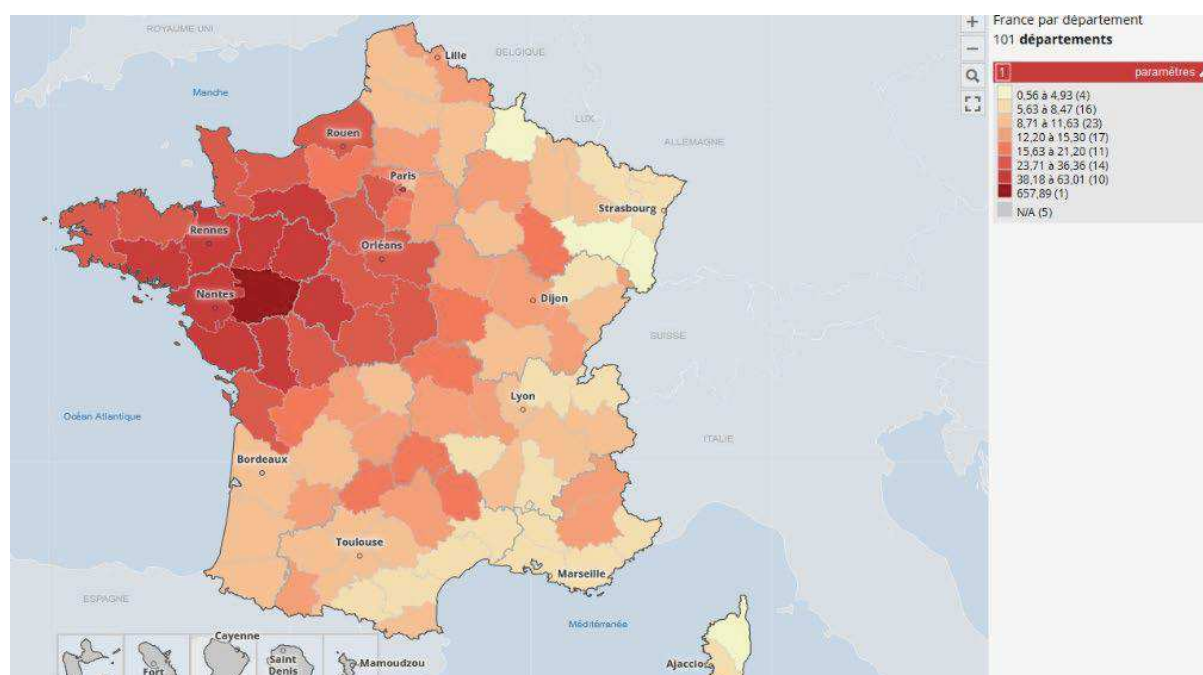 France par département
101 départements
1 paramètres
0,56 à 4,93 (4)
5,63 à 8,47 (16)
8,71 à 11,63 (23)
12,20 à 15,30 (17)
15,63 à 21,20 (11)
23,71 à 36,36 (14)
38,18 à 63,01 (10)
657,89 (1)
N/A (5)
+
−
ROYAUME UNI
Lille
BELGIQUE
Manche
LUX
Rouen
ALLEMAGNE
Paris
Strasbourg
Rennes
Orléans
Nantes
Dijon
SUISSE
Lyon
Océan Atlantique
ITALIE
Bordeaux
Toulouse
Marseille
ESPAGNE
Méditerranée
Cayenne
Saint
Denis
Mamoudzou
Fort
Ajaccio